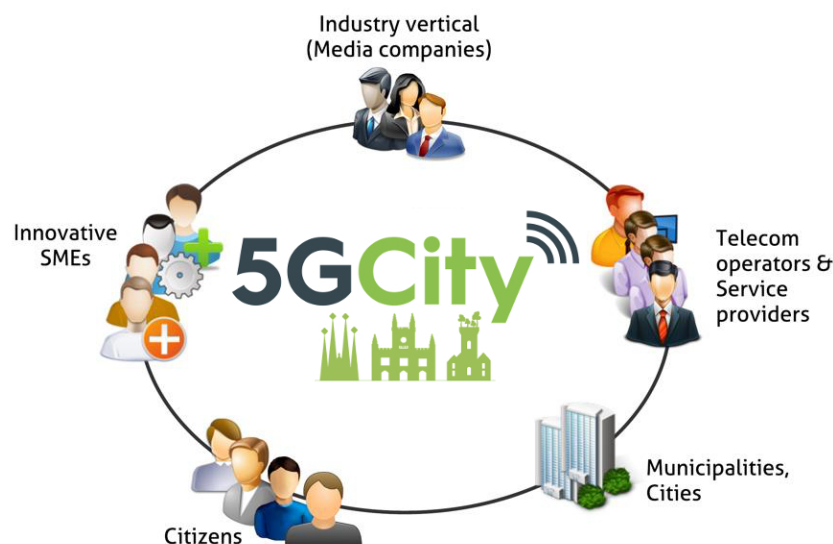 Industry vertical
(Media companies)
Innovative
SMEs
5GCity
Telecom
operators &
Service
providers
Municipalities,
Cities
Citizens